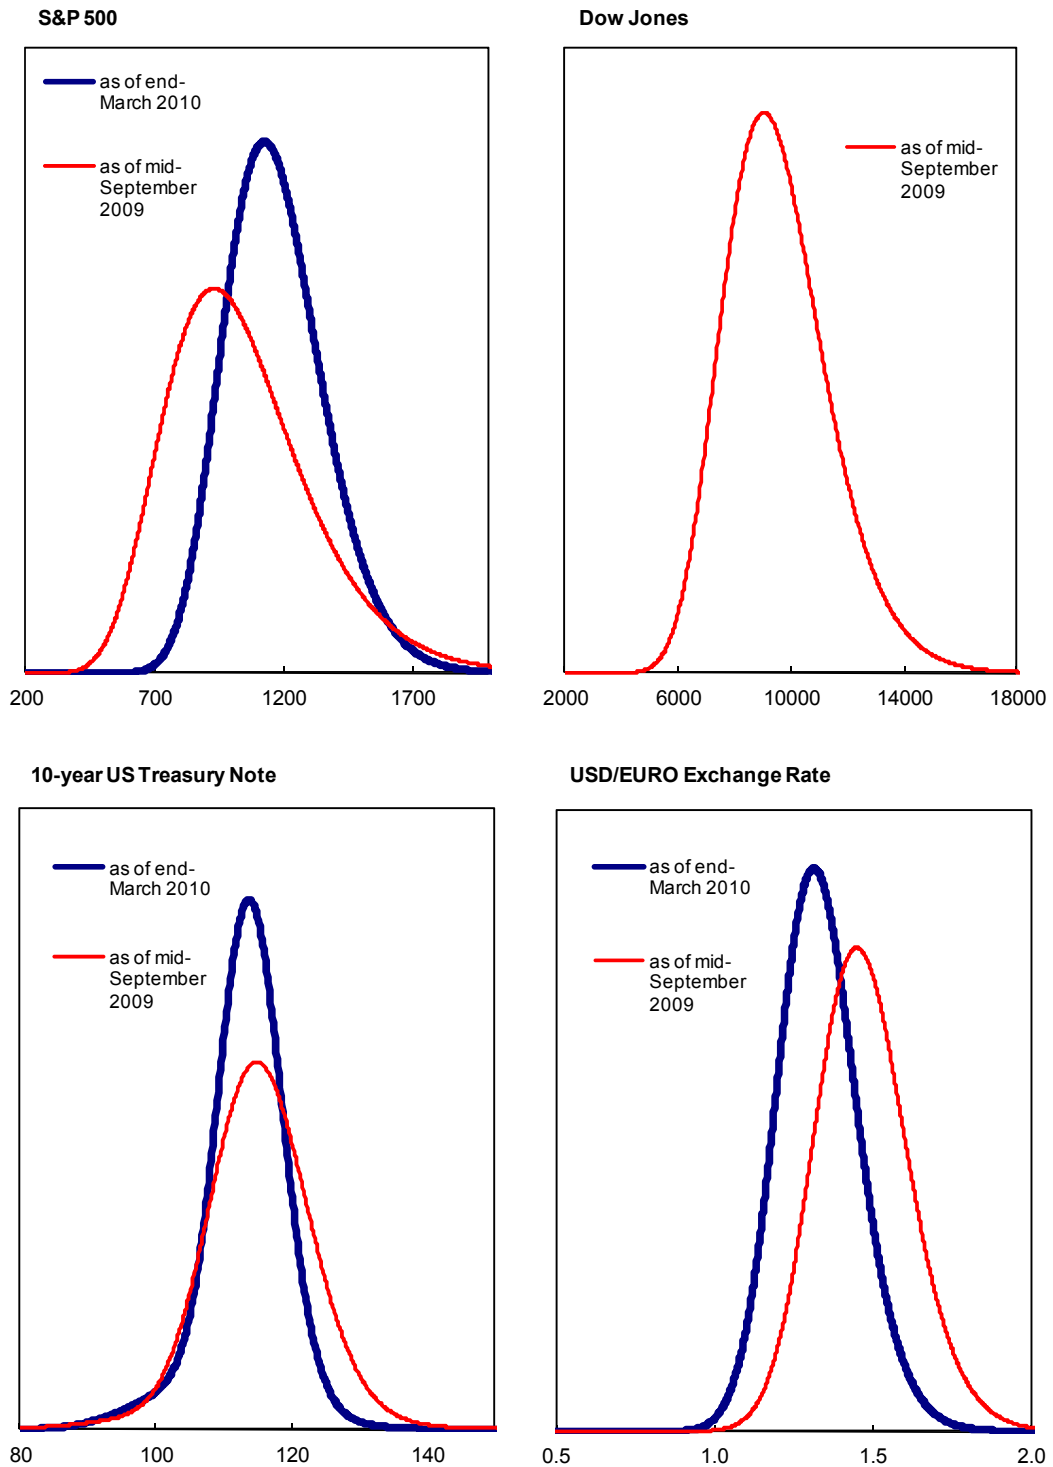 S&P 500
as of end-
March 2010
as of mid-
September
2009
200 700 1200 1700
Dow Jones
as of mid-
September
2009
2000 6000 10000 14000 18000
10-year US Treasury Note
as of end-
March 2010
as of mid-
September
2009
80 100 120 140
USD/EURO Exchange Rate
as of end-
March 2010
as of mid-
September
2009
0.5 1.0 1.5 2.0